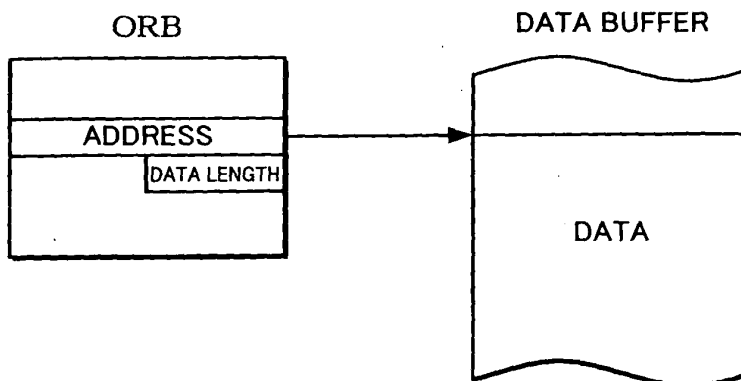 ORB
DATA BUFFER
ADDRESS
DATA LENGTH
DATA